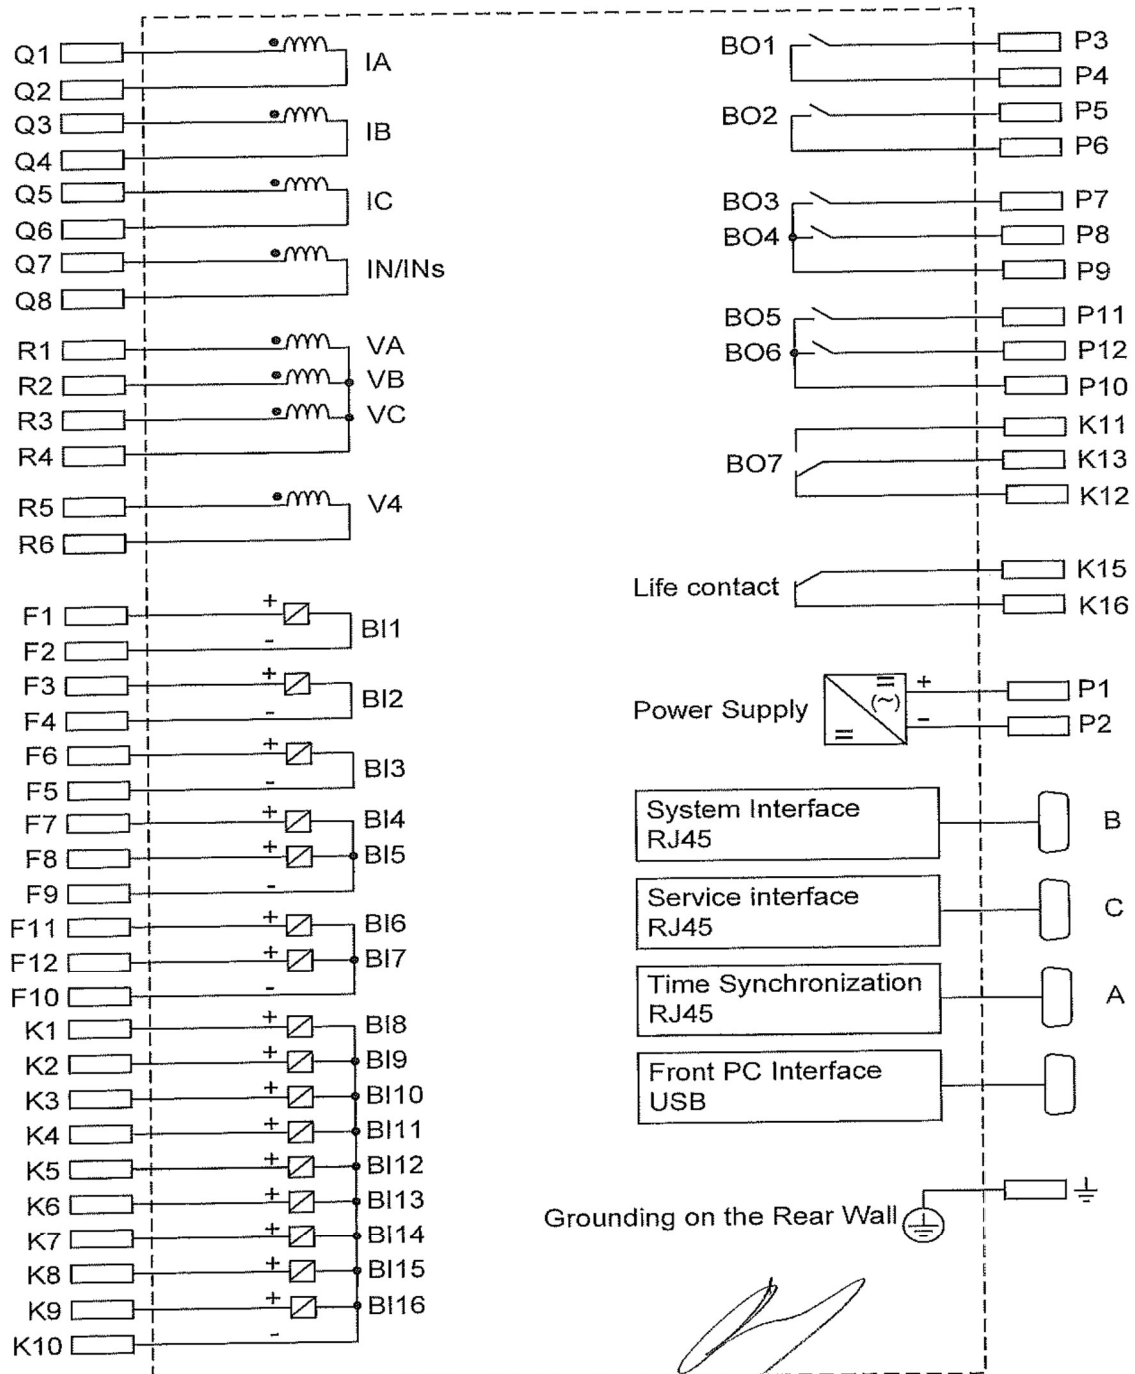 Q1 IA
Q2
Q3 IB
Q4
Q5 IC
Q6
Q7 IN/INs
Q8
R1 VA
R2 VB
R3 VC
R4
R5 V4
R6
F1 + BI1
F2 -
F3 + BI2
F4 -
F6 + BI3
F5 -
F7 + BI4
F8 + BI5
F9 -
F11 + BI6
F12 + BI7
F10 -
K1 + BI8
K2 + BI9
K3 + BI10
K4 + BI11
K5 + BI12
K6 + BI13
K7 + BI14
K8 + BI15
K9 + BI16
K10 -
BO1 P3
P4
BO2 P5
P6
BO3 P7
BO4 P8
P9
BO5 P11
BO6 P12
P10
K11
BO7 K13
K12
Life contact K15
K16
Power Supply = (~) = + P1
- P2
System Interface
RJ45
B
Service interface
RJ45
C
Time Synchronization
RJ45
A
Front PC Interface
USB
Grounding on the Rear Wall